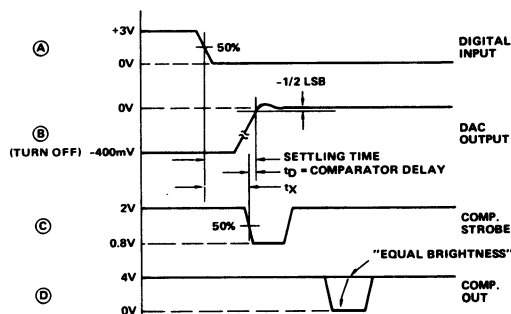 +3V
A
50%
0V
DIGITAL
INPUT
-1/2 LSB
0V
B
(TURN OFF)
-400mV
DAC
OUTPUT
SETTLING TIME
tD = COMPARATOR DELAY
tX
2V
C
50%
0.8V
COMP.
STROBE
"EQUAL BRIGHTNESS"
4V
D
0V
COMP.
OUT